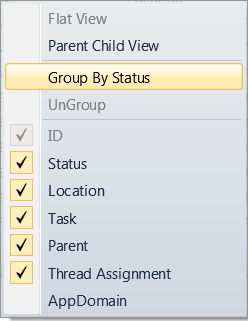 Flat View
Parent Child View
Group By Status
UnGroup
ID
Status
Location
Task
Parent
Thread Assignment
AppDomain